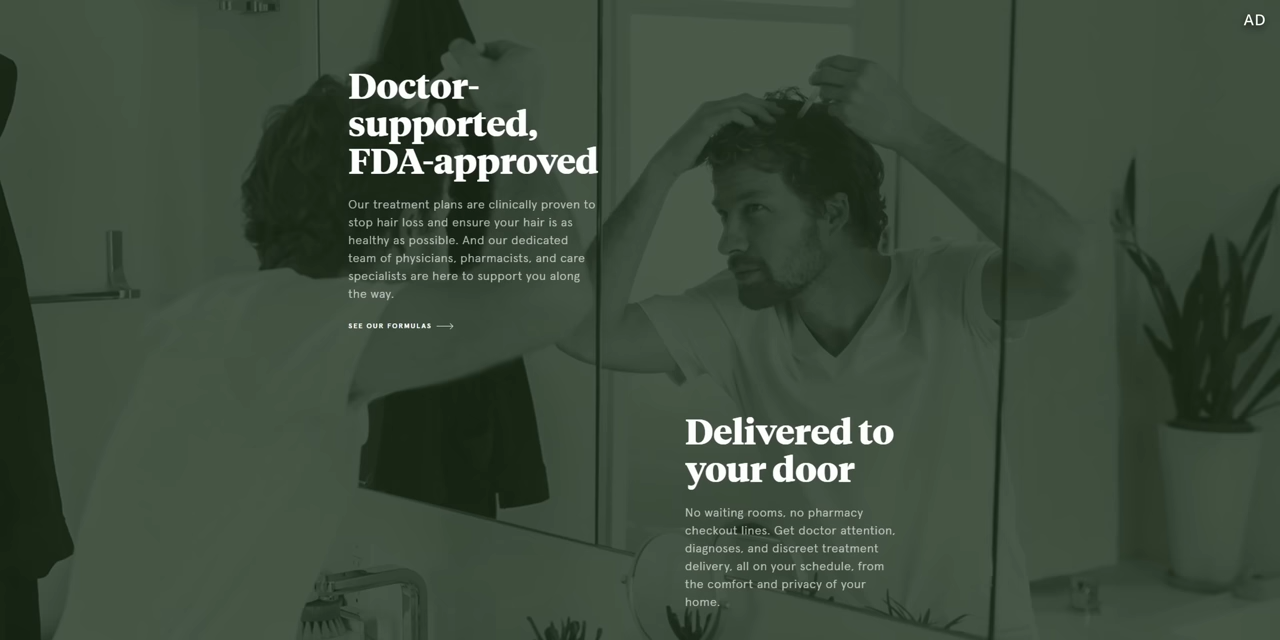 AD
Doctor-
supported,
FDA-approved
Our treatment plans are clinically proven to
stop hair loss and ensure your hair is as
healthy as possible. And our dedicated
team of physicians, pharmacists, and care
specialists are here to support you along
the way.
SEE OUR FORMULAS
Delivered to
your door
No waiting rooms, no pharmacy
checkout lines. Get doctor attention,
diagnoses, and discreet treatment
delivery, all on your schedule, from
the comfort and privacy of your
home.